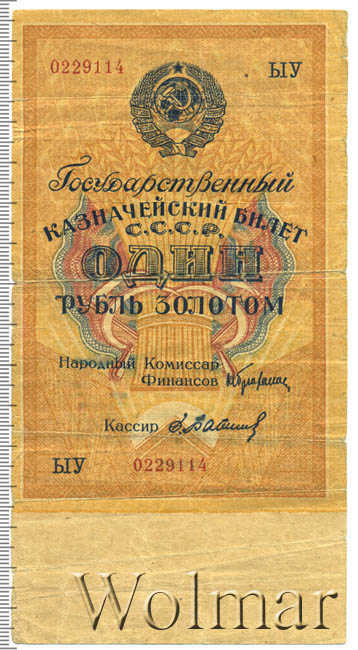 0229114 ЫУ
Государственный
КАЗНАЧЕЙСКИЙ БИЛЕТ
С.С.С.Р.
ОДИН
РУБЛЬ ЗОЛОТОМ
Народный Комиссар
Финансов
Кассир
ЫУ 0229114
Wolmar